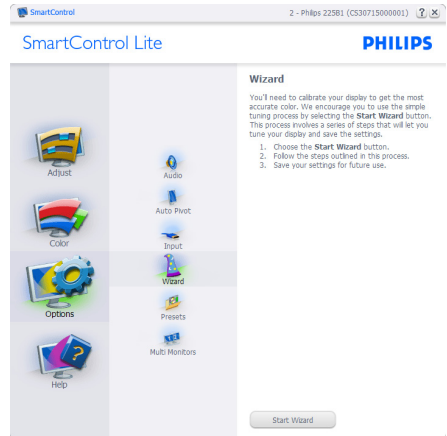 SmartControl
2 - Philips 225B1 (CS30715000001)
?
X
SmartControl Lite
PHILIPS
Adjust
Color
Options
Help
Audio
Auto Pivot
Input
Wizard
Presets
Multi Monitors
Wizard
You'll need to calibrate your display to get the most
accurate color. We encourage you to use the simple
tuning process by selecting the Start Wizard button.
This process involves a series of steps that will let you
tune your display and save the settings.
1. Choose the Start Wizard button.
2. Follow the steps outlined in this process.
3. Save your settings for future use.
Start Wizard